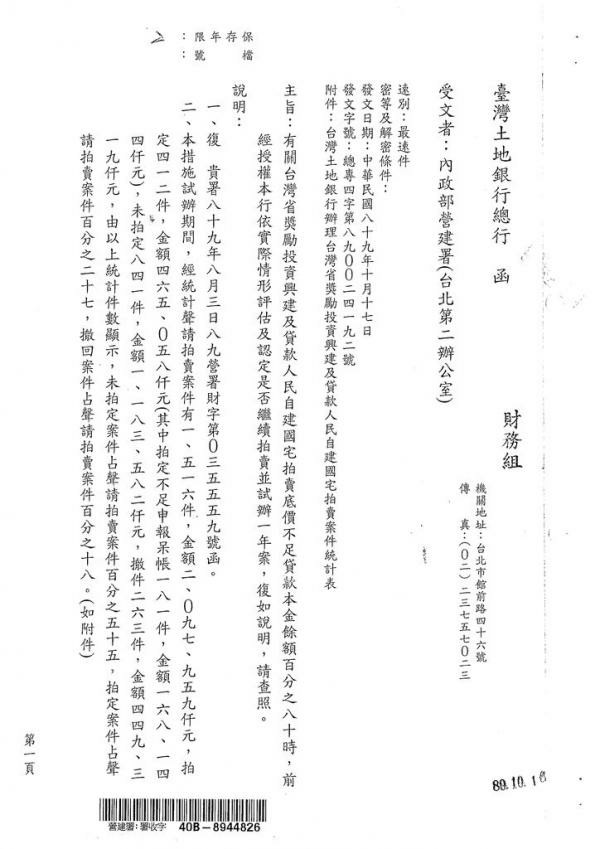 保存年限：
檔號：
臺灣土地銀行總行　函
財務組
機關地址：台北市館前路四十六號
傳　真：(０二)二三七五七０二三
受文者：內政部營建署(台北第二辦公室)
速別：最速件
密等及解密條件：
發文日期：中華民國八十九年十月十七日
發文字號：總專四字第八九００二四一九二號
附件：台灣土地銀行辦理台灣省獎勵投資興建及貸款人民自建國宅拍賣案件統計表
主旨：有關台灣省獎勵投資興建及貸款人民自建國宅拍賣底價不足貸款本金餘額百分之八十時，前
經授權本行依實際情形評估及認定是否繼續拍賣並試辦一年案，復如說明，請查照。
說明：
一、復　貴署八十九年八月三日八九營署財字第０三五五五九號函。
二、本措施試辦期間，經統計聲請拍賣案件有一、五一六件，金額二、０九七、九五九仟元，拍
定四一二件，金額四六五、０五八仟元(其中拍定不足申報呆帳一八一件，金額一六八、一四
四仟元)，未拍定八四一件，金額一、一八三、五八二仟元，撤件二六三件，金額四四九、三
一九仟元，由以上統計件數顯示，未拍定案件占聲請拍賣案件百分之五十五，拍定案件占聲
請拍賣案件百分之二十七，撤回案件占聲請拍賣案件百分之十八。(如附件)
第一頁
89.10.18
營建署：署收字　40B－8944826